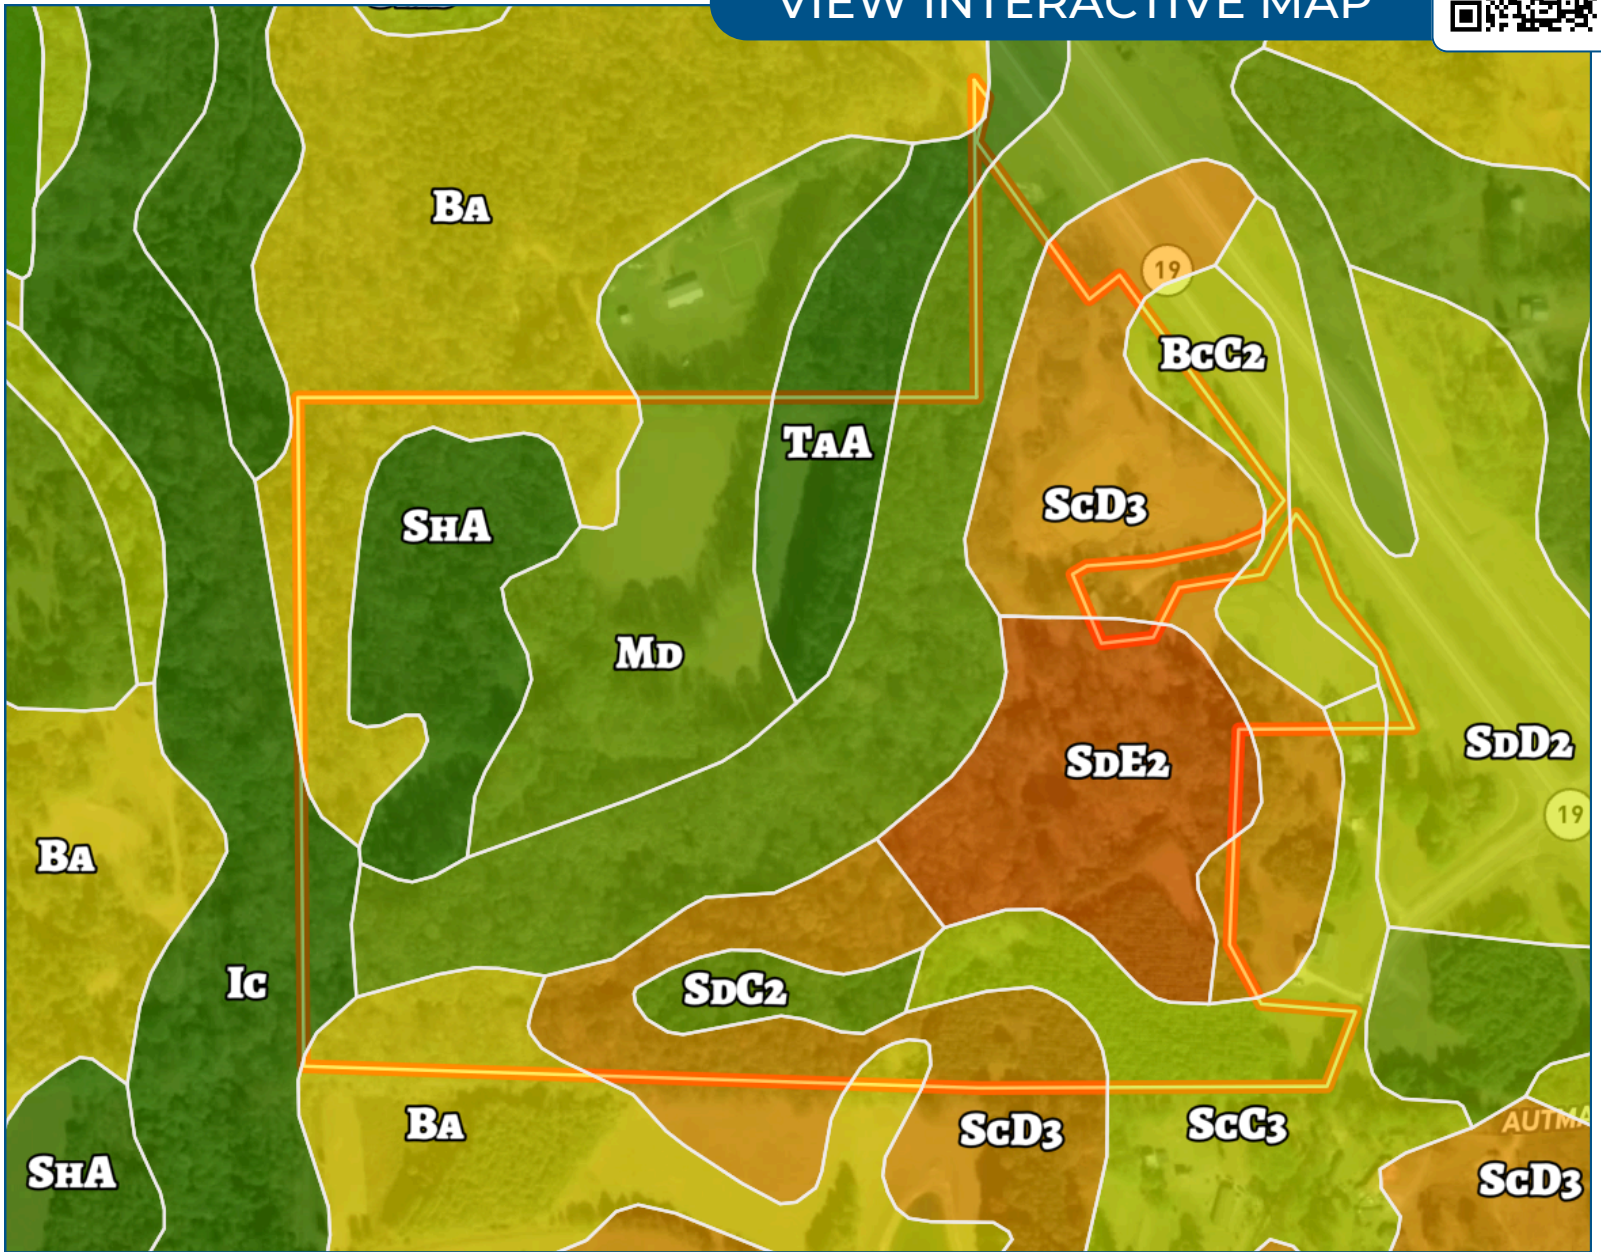 VIEW INTERACTIVE MAP
BA
19
BcC2
TaA
ScD3
ShA
MD
SdD2
SdE2
19
BA
Ic
SdC2
BA
ScD3
ScC3
AUTMA
ShA
ScD3